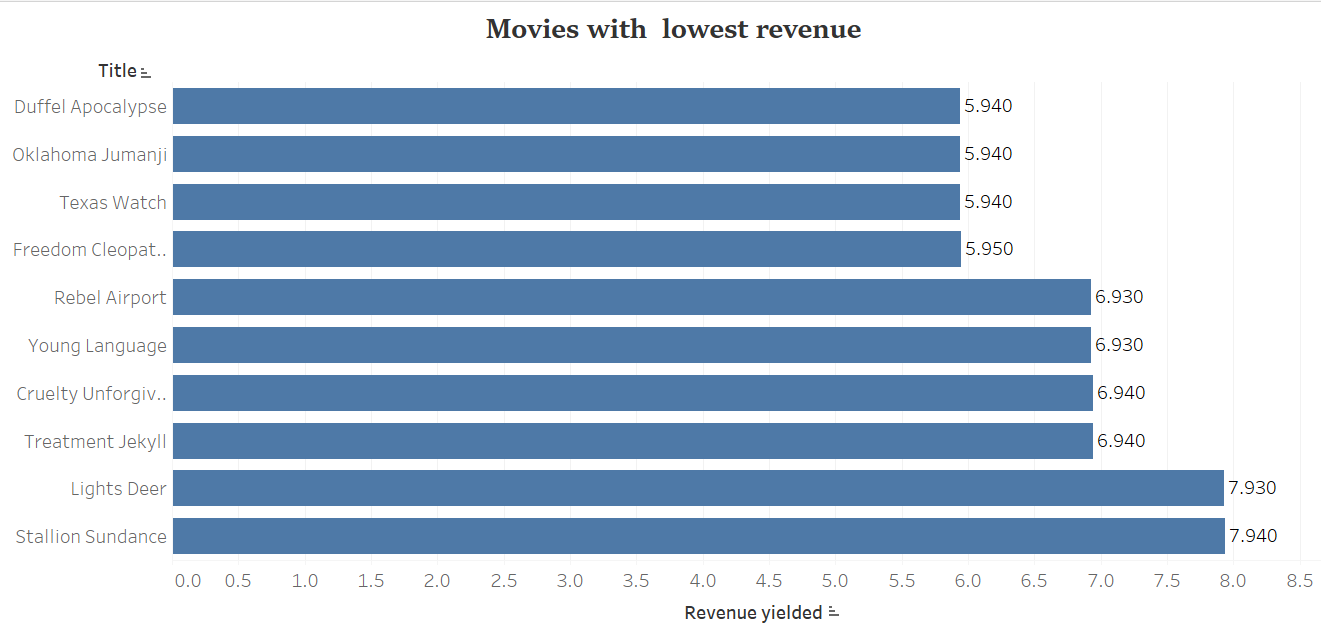 Movies with  lowest revenue
Title
Duffel Apocalypse 5.940
Oklahoma Jumanji 5.940
Texas Watch 5.940
Freedom Cleopat.. 5.950
Rebel Airport 6.930
Young Language 6.930
Cruelty Unforgiv.. 6.940
Treatment Jekyll 6.940
Lights Deer 7.930
Stallion Sundance 7.940
0.0 0.5 1.0 1.5 2.0 2.5 3.0 3.5 4.0 4.5 5.0 5.5 6.0 6.5 7.0 7.5 8.0 8.5
Revenue yielded